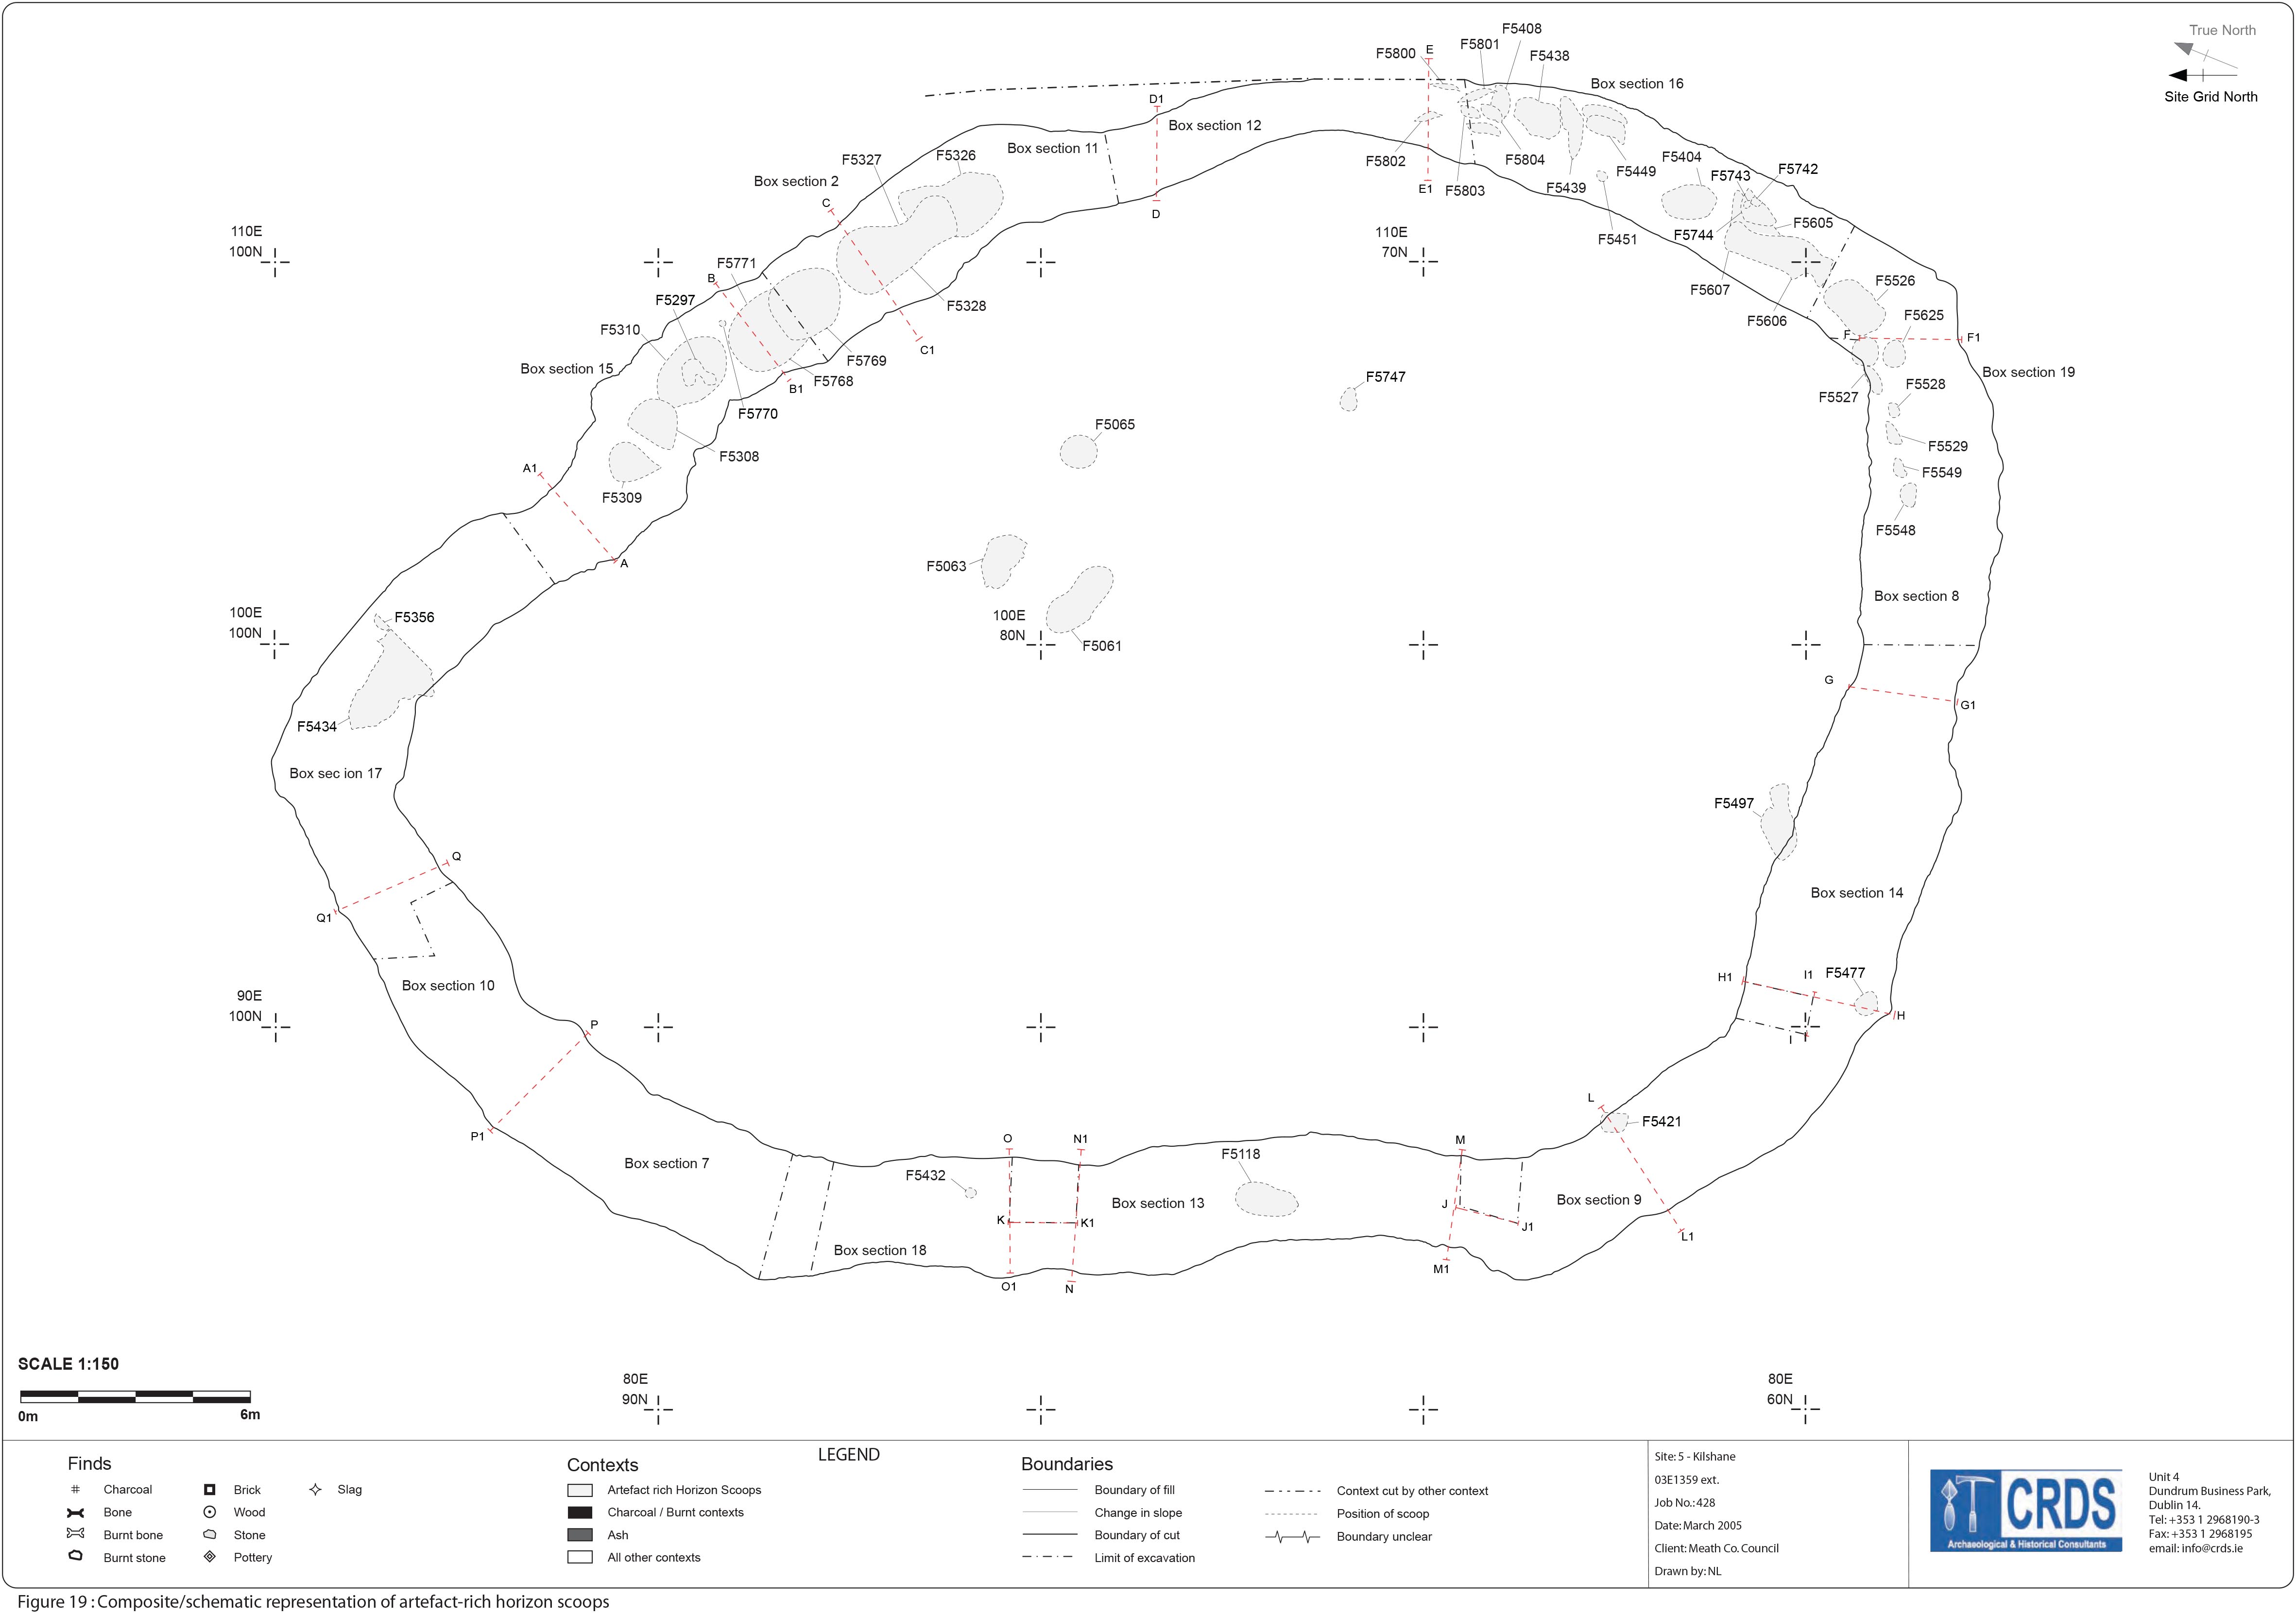 True North
Site Grid North
F5408
F5801
E
F5800
F5438
Box section 16
D1
Box section 12
Box section 11
F5327
F5326
Box section 2
C
F5802
E1
F5803
F5804
F5439
F5449
F5404
F5743
F5742
D
F5451
F5744
F5605
110E
100N
110E
70N
F5771
B
F5297
F5310
F5328
F5607
F5606
F5526
F5625
F
F1
Box section 15
C1
F5769
F5768
B1
F5770
F5747
Box section 19
F5527
F5528
F5065
F5308
F5529
F5549
A1
F5309
F5548
A
F5063
Box section 8
100E
100N
F5356
100E
80N
F5061
G
G1
F5434
Box sec ion 17
F5497
Q
Q1
Box section 14
H1
I1
F5477
Box section 10
90E
100N
P
H
I
P1
L
F5421
O
N1
M
F5118
Box section 7
F5432
Box section 13
Box section 9
J
K
K1
J1
L1
Box section 18
M1
O1
N
SCALE 1:150
0m
6m
80E
90N
80E
60N
LEGEND
Finds
Charcoal
Bone
Burnt bone
Burnt stone
Brick
Wood
Stone
Pottery
Slag
Contexts
Artefact rich Horizon Scoops
Charcoal / Burnt contexts
Ash
All other contexts
Boundaries
Boundary of fill
Change in slope
Boundary of cut
Limit of excavation
Context cut by other context
Position of scoop
Boundary unclear
Site: 5 - Kilshane
03E1359 ext.
Job No.: 428
Date: March 2005
Client: Meath Co. Council
Drawn by: NL
CRDS
Archaeological & Historical Consultants
Unit 4
Dundrum Business Park,
Dublin 14.
Tel: +353 1 2968190-3
Fax: +353 1 2968195
email: info@crds.ie
Figure 19 : Composite/schematic representation of artefact-rich horizon scoops